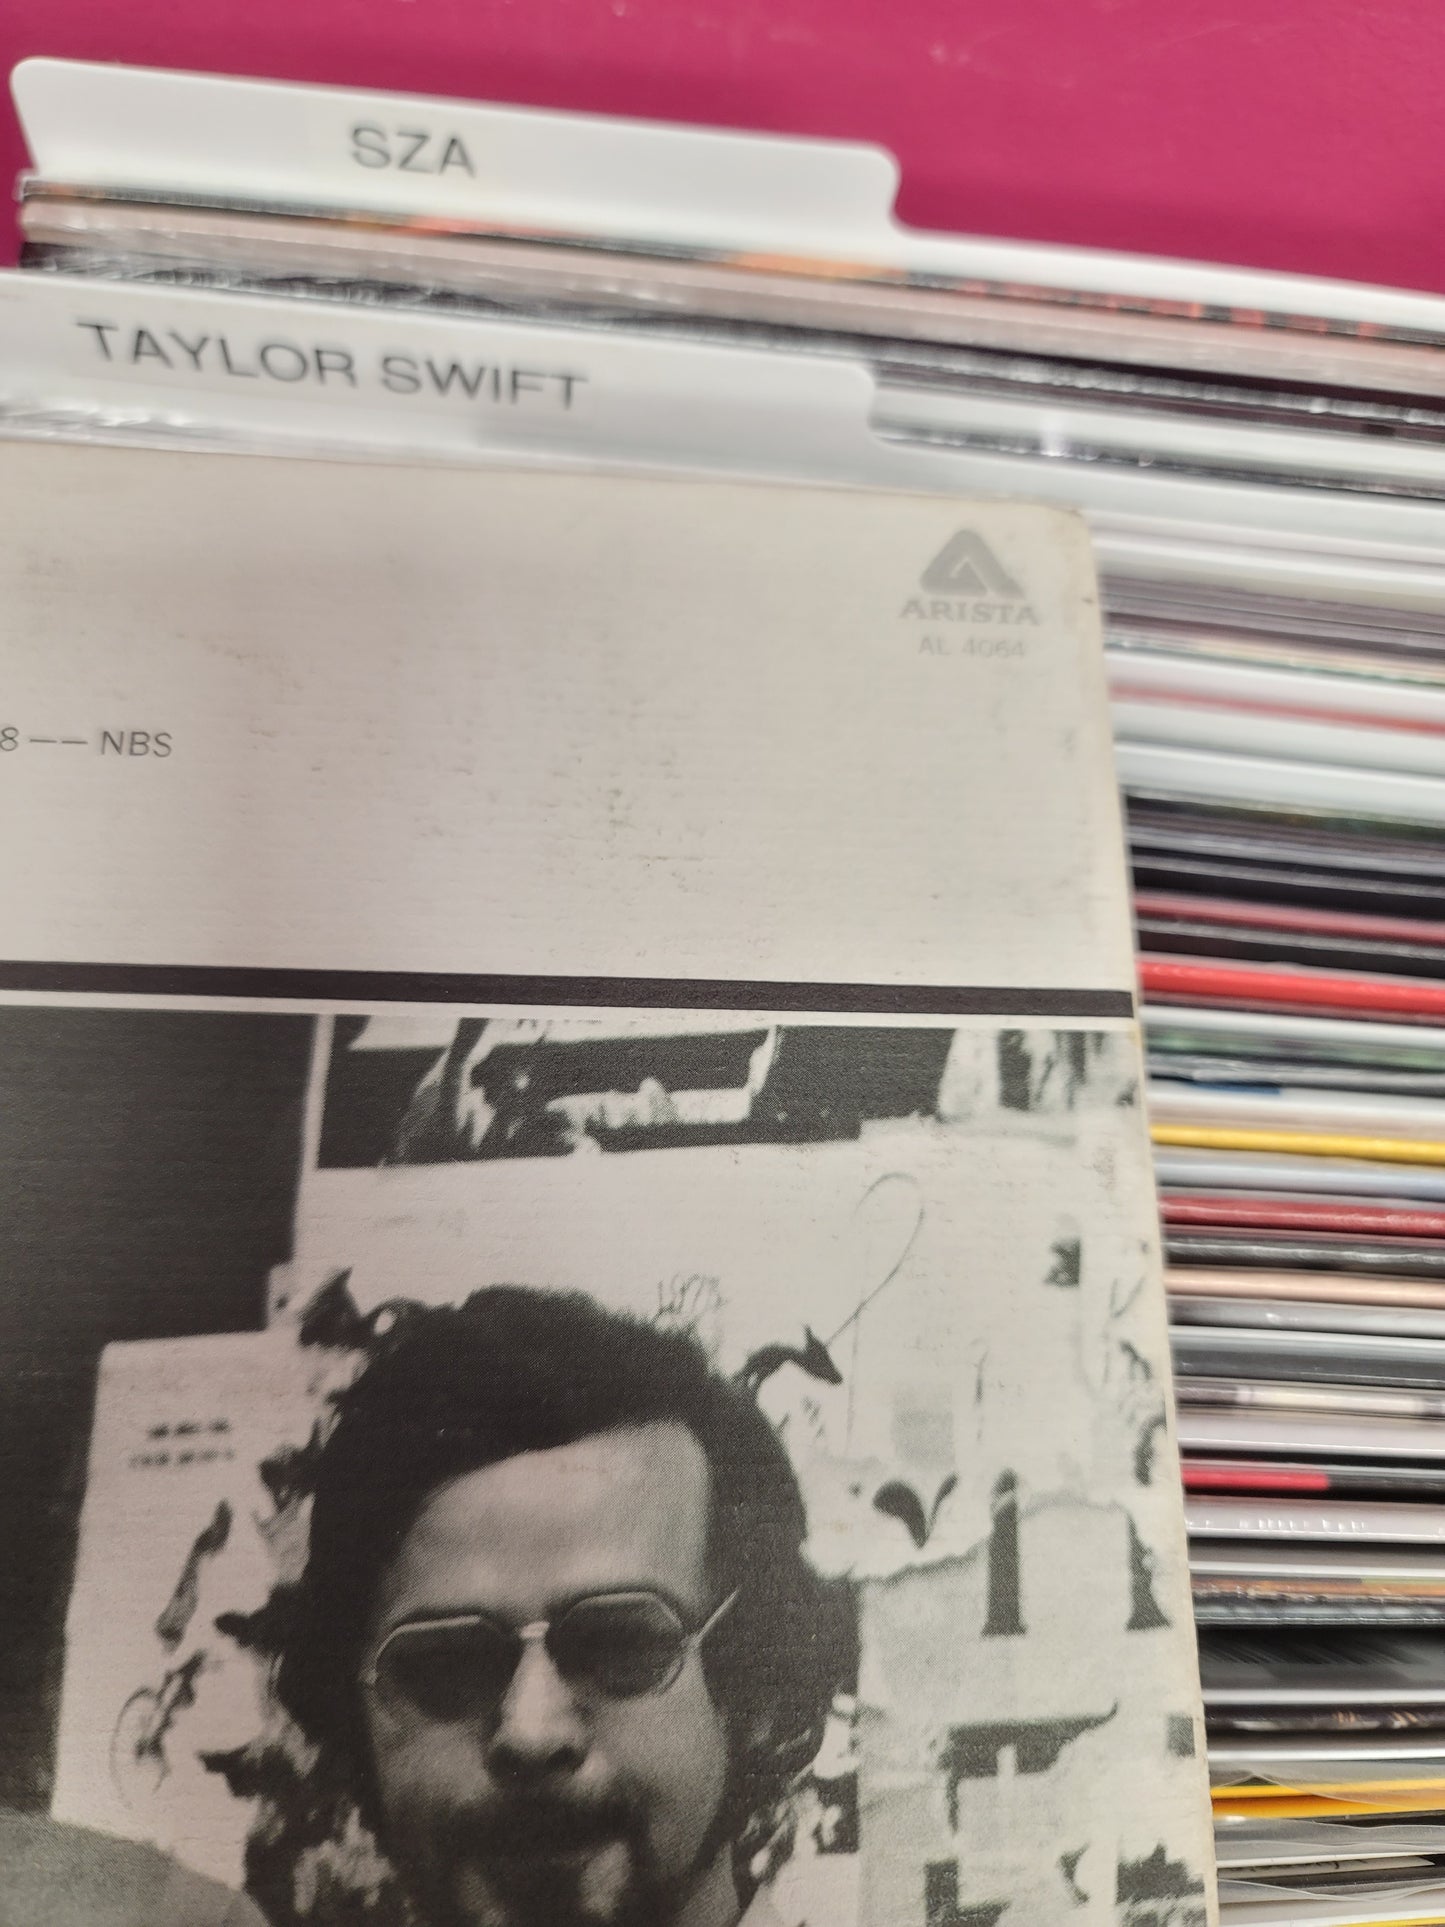 SZA
TAYLOR SWIFT
ARISTA
AL 4064
8 —— NBS